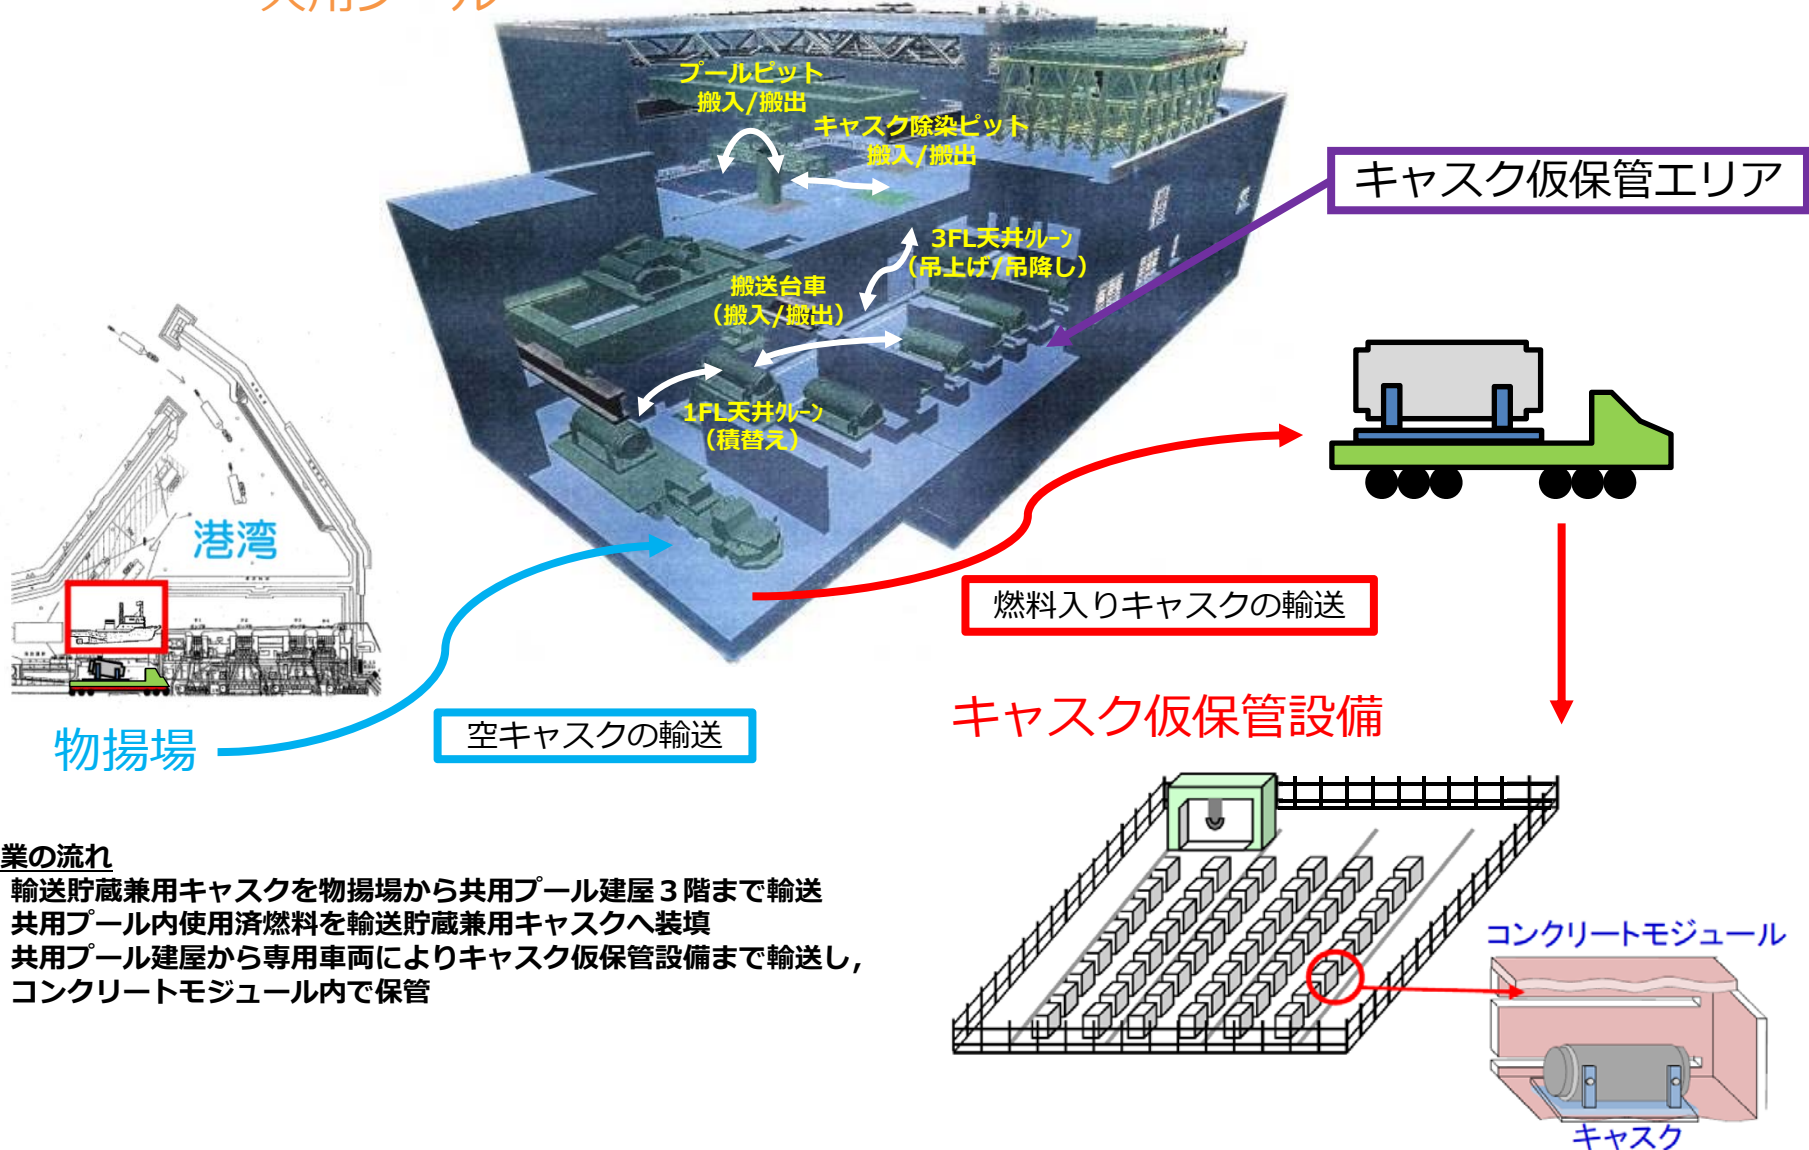 共用プール
プールピット
搬入/搬出
キャスク除染ピット
搬入/搬出
キャスク仮保管エリア
3FL天井クレーン
（吊上げ/吊降し）
搬送台車
（搬入/搬出）
1FL天井クレーン
（積替え）
港湾
燃料入りキャスクの輸送
物揚場
空キャスクの輸送
キャスク仮保管設備
業の流れ
輸送貯蔵兼用キャスクを物揚場から共用プール建屋３階まで輸送
共用プール内使用済燃料を輸送貯蔵兼用キャスクへ装填
共用プール建屋から専用車両によりキャスク仮保管設備まで輸送し，
コンクリートモジュール内で保管
コンクリートモジュール
キャスク